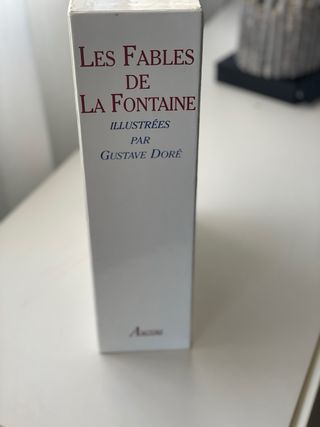 LES FABLES
DE
LA FONTAINE
ILLUSTRÉES
PAR
GUSTAVE DORÉ